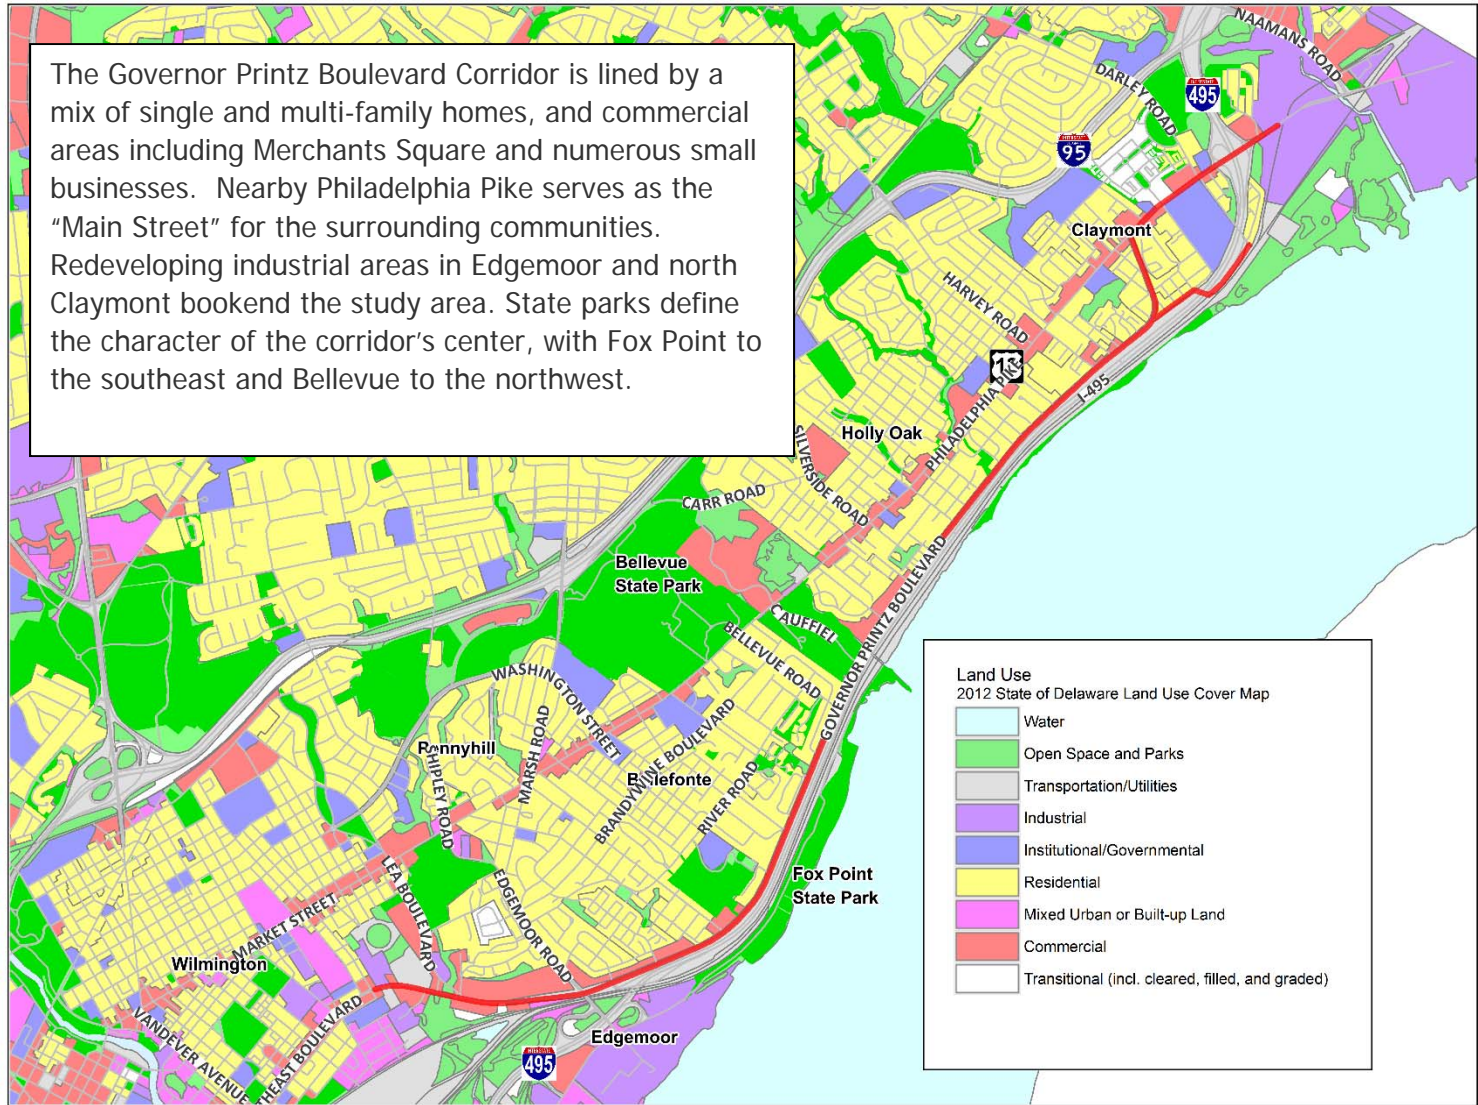 The Governor Printz Boulevard Corridor is lined by a
mix of single and multi-family homes, and commercial
areas including Merchants Square and numerous small
businesses.  Nearby Philadelphia Pike serves as the
“Main Street” for the surrounding communities.
Redeveloping industrial areas in Edgemoor and north
Claymont bookend the study area. State parks define
the character of the corridor’s center, with Fox Point to
the southeast and Bellevue to the northwest.
NAAMANS ROAD
DARLEY ROAD
495
95
Claymont
HARVEY ROAD
13
PHILADELPHIA PIKE
I-495
Holly Oak
SILVERSIDE ROAD
CARR ROAD
Bellevue
State Park
CAUFFIEL
BELLEVUE ROAD
GOVERNOR PRINTZ BOULEVARD
WASHINGTON STREET
MARSH ROAD
SHIPLEY ROAD
BRANDYWINE BOULEVARD
RIVER ROAD
Fox Point
State Park
LEA BOULEVARD
EDGEMOOR ROAD
MARKET STREET
Wilmington
VANDEVER AVENUE
THEAST BOULEVARD
Edgemoor
495
Land Use
2012 State of Delaware Land Use Cover Map
Water
Open Space and Parks
Transportation/Utilities
Industrial
Institutional/Governmental
Residential
Mixed Urban or Built-up Land
Commercial
Transitional (incl. cleared, filled, and graded)